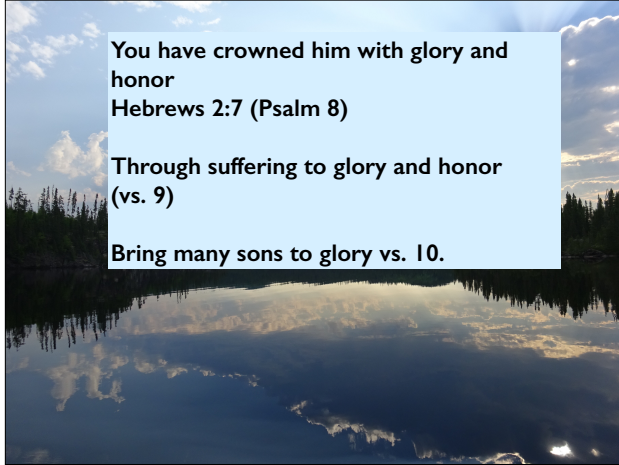 You have crowned him with glory and
honor
Hebrews 2:7 (Psalm 8)
Through suffering to glory and honor
(vs. 9)
Bring many sons to glory vs. 10.